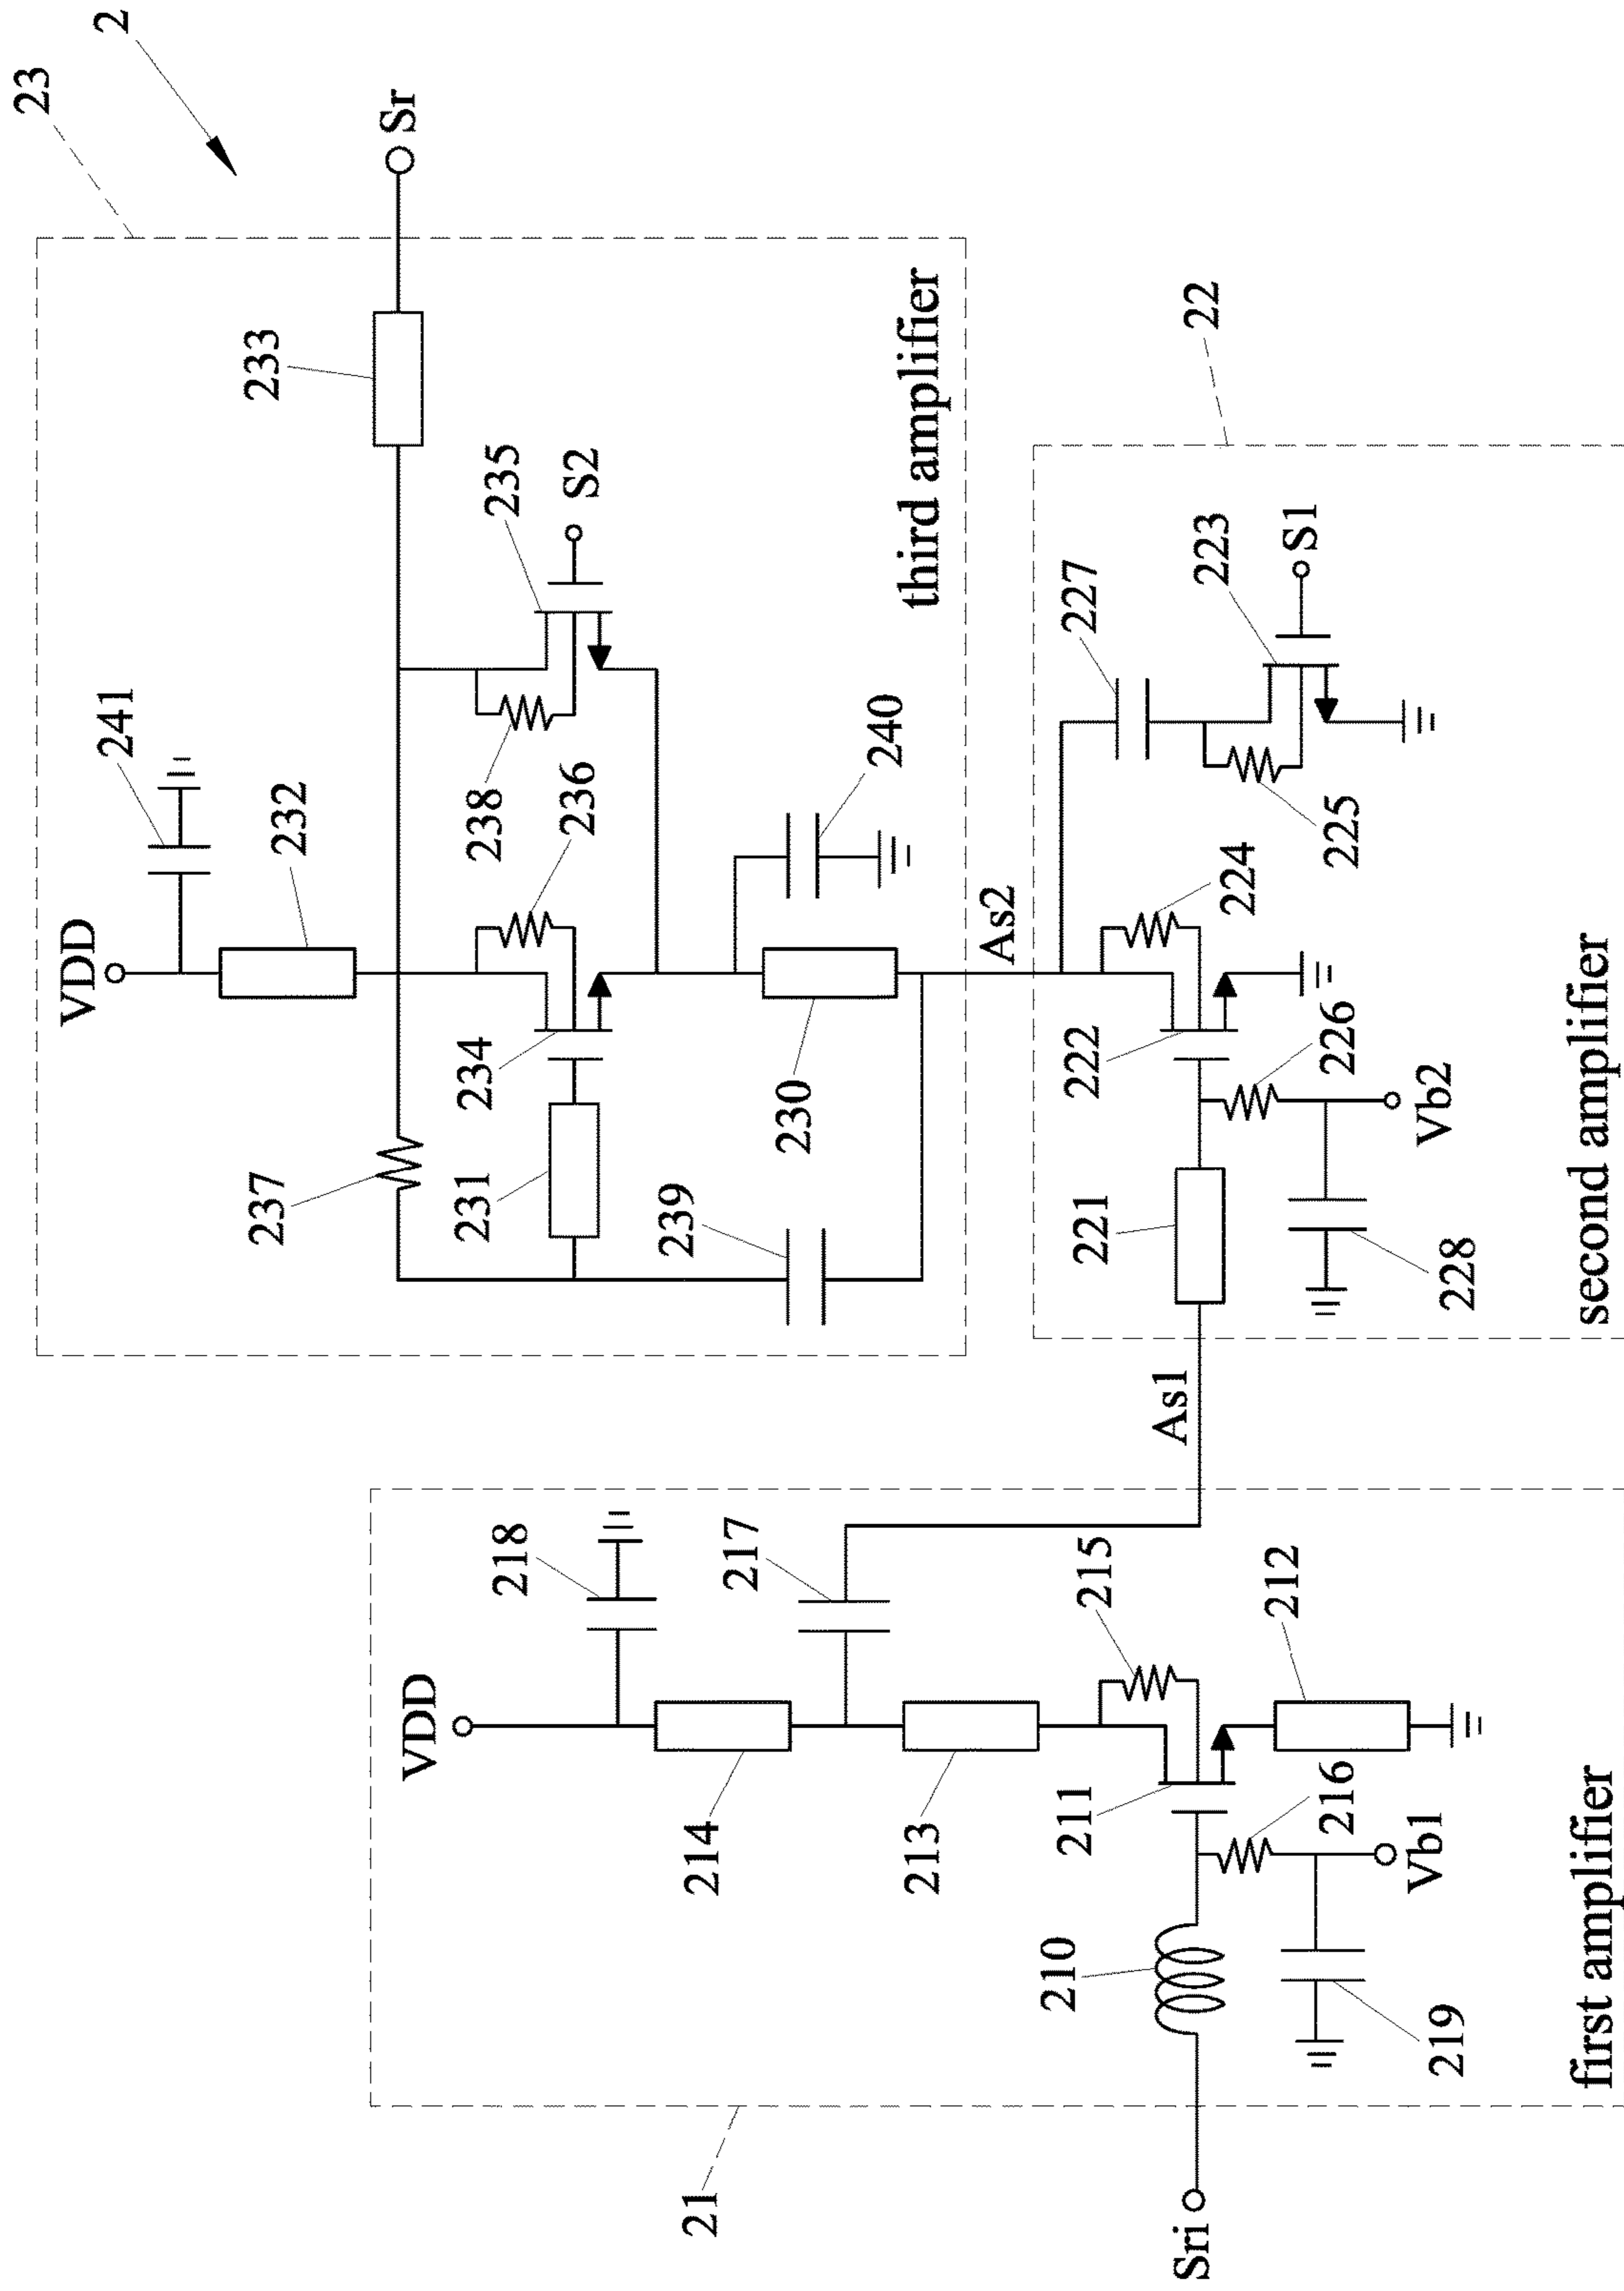 2
23
VDD
241
232
233
Sr
237
238
236
235
S2
234
231
239
230
240
third amplifier
As2
22
227
223
S1
225
224
222
226
Vb2
221
228
second amplifier
As1
VDD
218
217
214
213
215
211
212
216
Vb1
210
219
first amplifier
21
Sri